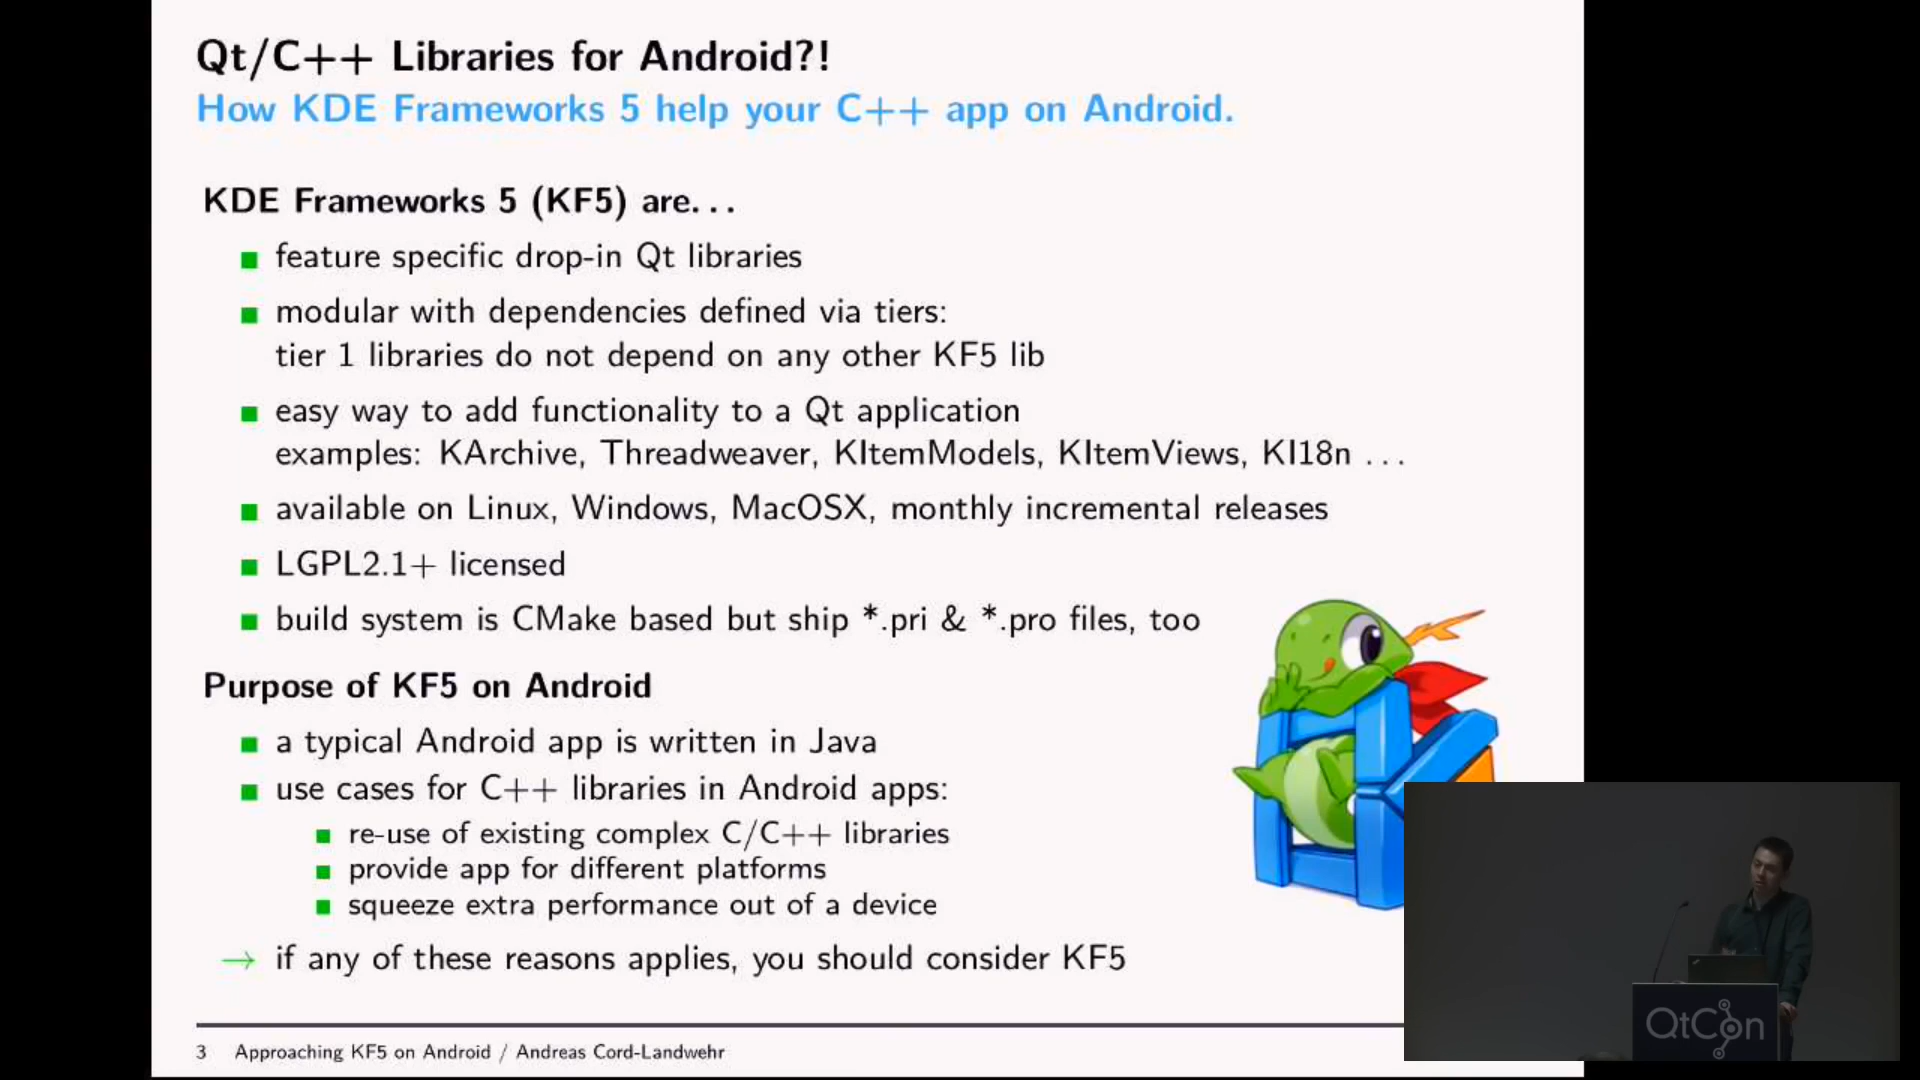 Qt/C++ Libraries for Android?!
How KDE Frameworks 5 help your C++ app on Android.
KDE Frameworks 5 (KF5) are...
feature specific drop-in Qt libraries
modular with dependencies defined via tiers:
tier 1 libraries do not depend on any other KF5 lib
easy way to add functionality to a Qt application
examples: KArchive, Threadweaver, KItemModels, KItemViews, KI18n ...
available on Linux, Windows, MacOSX, monthly incremental releases
LGPL2.1+ licensed
build system is CMake based but ship *.pri & *.pro files, too
Purpose of KF5 on Android
a typical Android app is written in Java
use cases for C++ libraries in Android apps:
re-use of existing complex C/C++ libraries
provide app for different platforms
squeeze extra performance out of a device
→ if any of these reasons applies, you should consider KF5
3 Approaching KF5 on Android / Andreas Cord-Landwehr
QtCon